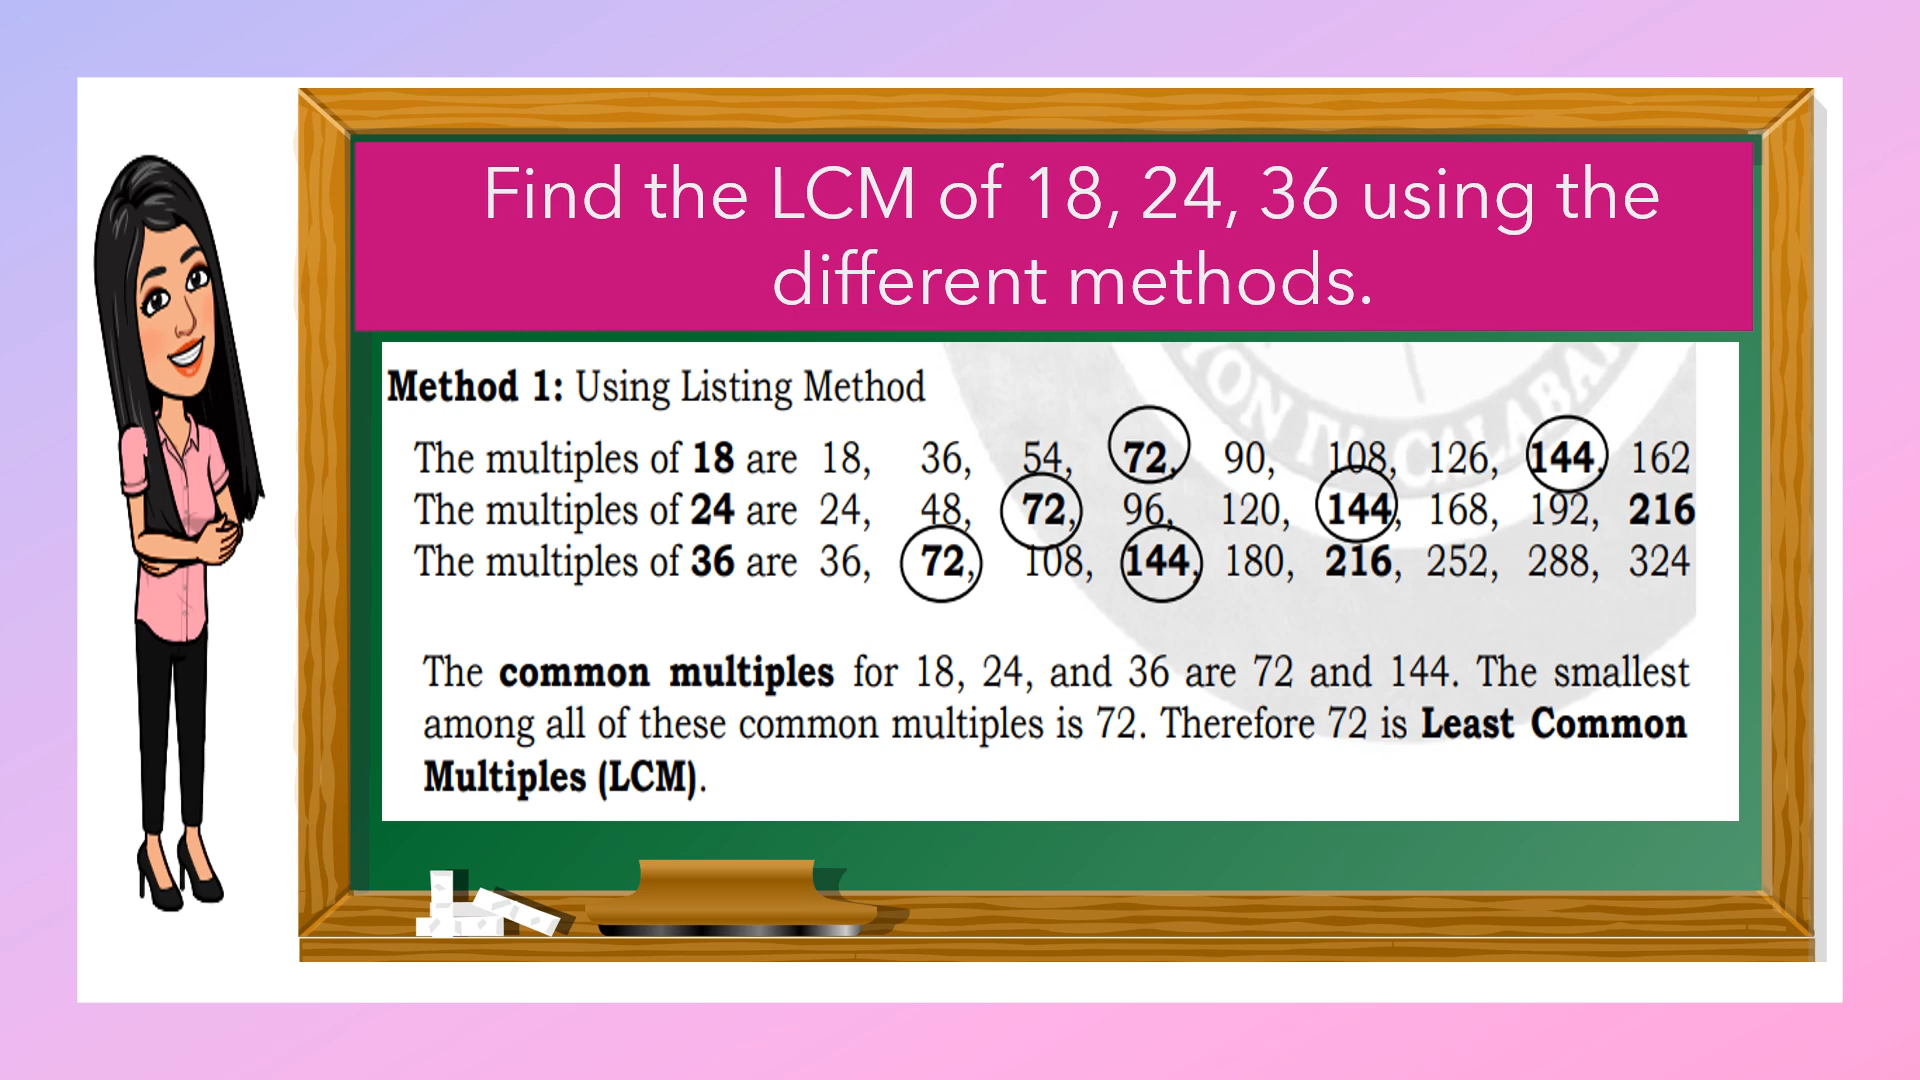 Find the LCM of 18, 24, 36 using the
different methods.
Method 1: Using Listing Method
The multiples of 18 are 18, 36, 54, 72, 90, 108, 126, 144, 162
The multiples of 24 are 24, 48, 72, 96, 120, 144, 168, 192, 216
The multiples of 36 are 36, 72, 108, 144, 180, 216, 252, 288, 324
The common multiples for 18, 24, and 36 are 72 and 144. The smallest
among all of these common multiples is 72. Therefore 72 is Least Common
Multiples (LCM).